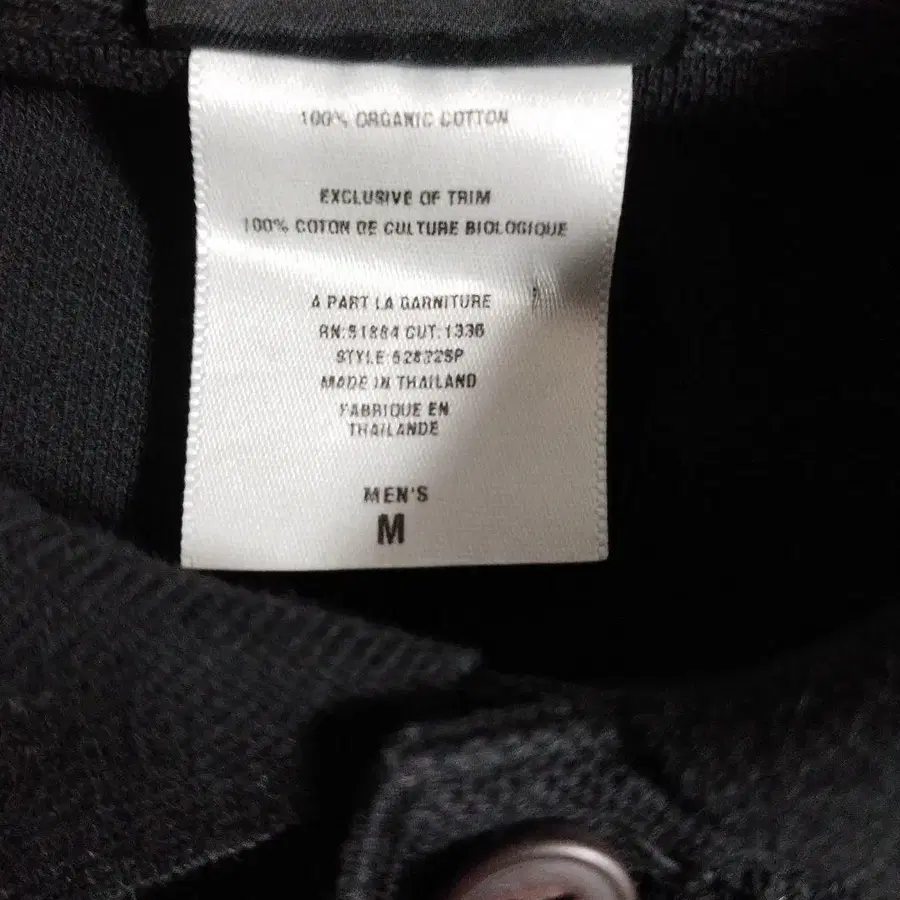 100% ORGANIC COTTON
EXCLUSIVE OF TRIM
100% COTON DE CULTURE BIOLOGIQUE
A PART LA GARNITURE
RN:51884 CUT:1336
STYLE:52822SP
MADE IN THAILAND
FABRIQUE EN
THAILANDE
MEN'S
M